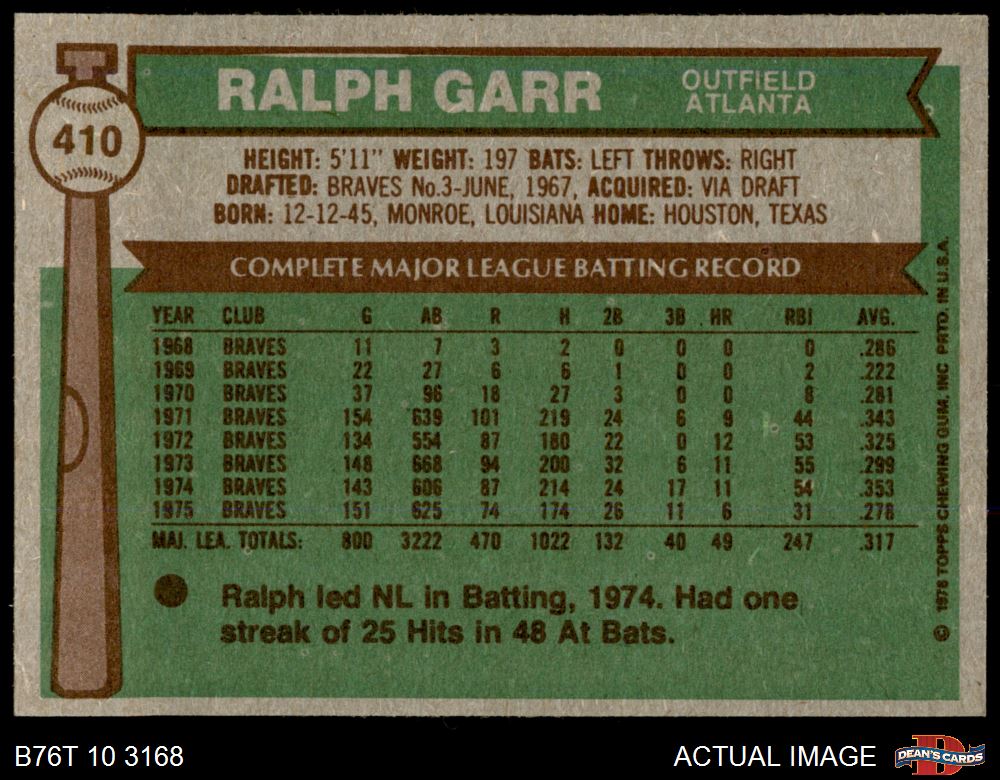 RALPH GARR
OUTFIELD
ATLANTA
410
HEIGHT: 5'11" WEIGHT: 197 BATS: LEFT THROWS: RIGHT
DRAFTED: BRAVES No.3-JUNE, 1967, ACQUIRED: VIA DRAFT
BORN: 12-12-45, MONROE, LOUISIANA HOME: HOUSTON, TEXAS
COMPLETE MAJOR LEAGUE BATTING RECORD
YEAR CLUB G AB R H 2B 3B HR RBI AVG.
1968 BRAVES 11 7 3 2 0 0 0 0 .286
1969 BRAVES 22 27 6 6 1 0 0 2 .222
1970 BRAVES 37 96 18 27 3 0 0 8 .281
1971 BRAVES 154 639 101 219 24 6 9 44 .343
1972 BRAVES 134 554 87 180 22 0 12 53 .325
1973 BRAVES 148 668 94 200 32 6 11 55 .299
1974 BRAVES 143 606 87 214 24 17 11 54 .353
1975 BRAVES 151 625 74 174 26 11 6 31 .278
MAJ. LEA. TOTALS: 800 3222 470 1022 132 40 49 247 .317
Ralph led NL in Batting, 1974. Had one
streak of 25 Hits in 48 At Bats.
© 1976 TOPPS CHEWING GUM, INC PRTD. IN U.S.A.
B76T 10 3168
ACTUAL IMAGE
D
DEAN'S CARDS